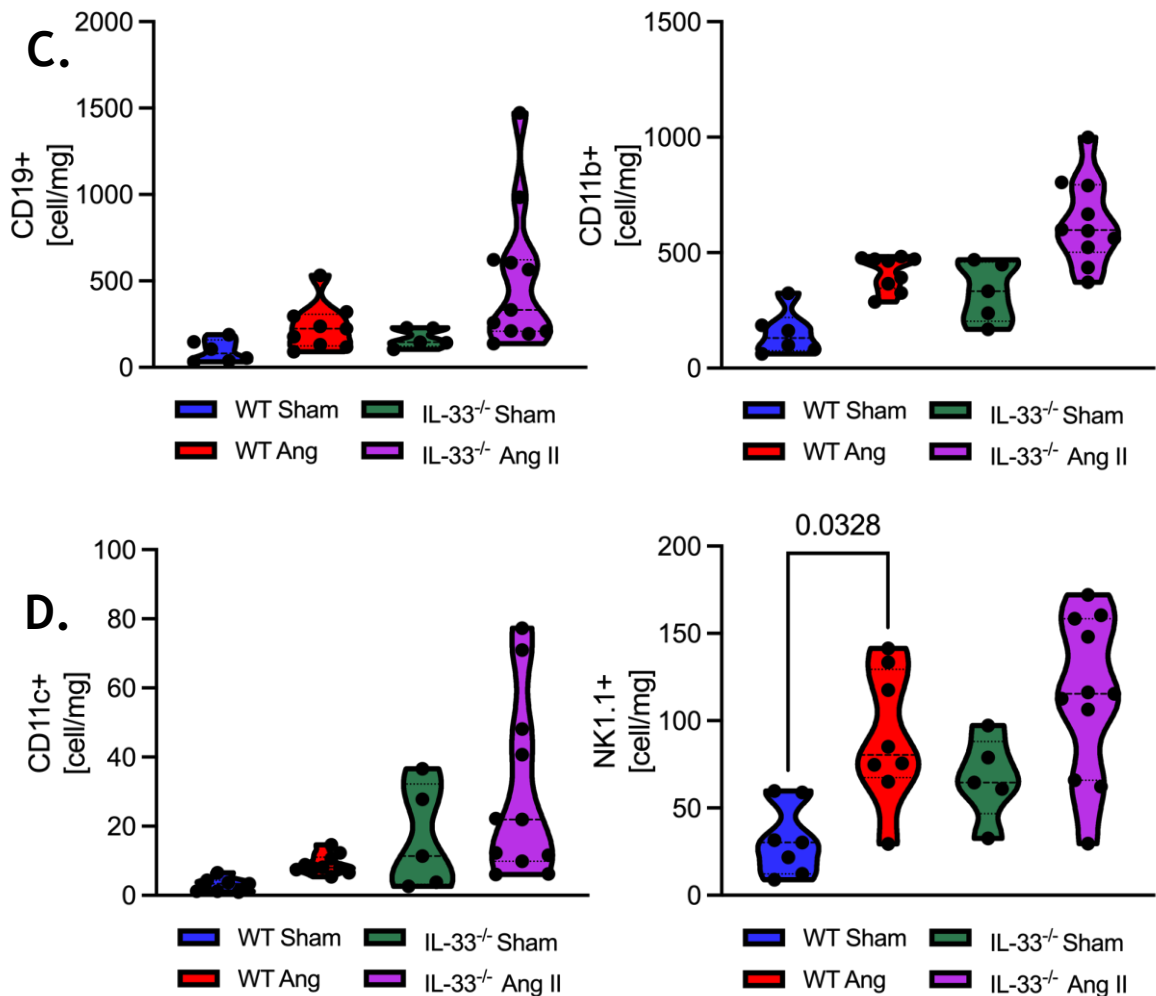 C.
2000
1500
1000
500
0
CD19+
[cell/mg]
WT Sham
IL-33-/- Sham
WT Ang
IL-33-/- Ang II
1500
1000
500
0
CD11b+
[cell/mg]
WT Sham
IL-33-/- Sham
WT Ang
IL-33-/- Ang II
D.
100
80
60
40
20
0
CD11c+
[cell/mg]
WT Sham
IL-33-/- Sham
WT Ang
IL-33-/- Ang II
0.0328
200
150
100
50
0
NK1.1+
[cell/mg]
WT Sham
IL-33-/- Sham
WT Ang
IL-33-/- Ang II